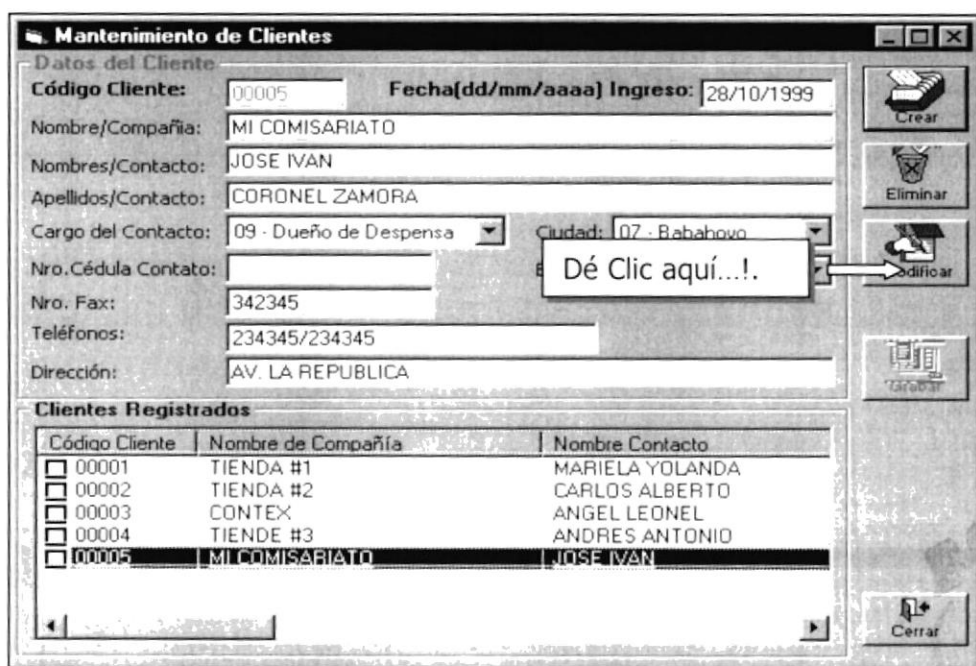 Mantenimiento de Clientes
Datos del Cliente
Código Cliente: 00005 Fecha(dd/mm/aaaa) Ingreso: 28/10/1999
Nombre/Compañia: MI COMISARIATO
Nombres/Contacto: JOSE IVAN
Apellidos/Contacto: CORONEL ZAMORA
Cargo del Contacto: 09 - Dueño de Despensa Ciudad: 07 - Babahoyo
Nro.Cédula Contato:
Dé Clic aquí...!.
Nro. Fax: 342345
Teléfonos: 234345/234345
Dirección: AV. LA REPUBLICA
Crear
Eliminar
odificar
Grabar
Clientes Registrados
Código Cliente Nombre de Compañía Nombre Contacto
00001 TIENDA #1 MARIELA YOLANDA
00002 TIENDA #2 CARLOS ALBERTO
00003 CONTEX ANGEL LEONEL
00004 TIENDE #3 ANDRES ANTONIO
00005 MI COMISARIATO JOSE IVAN
Cerrar